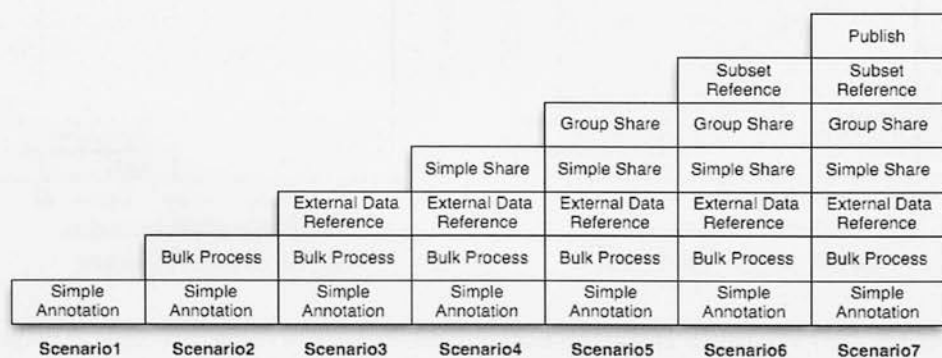 Publish
Subset Subset
Refeence Reference
Group Share Group Share Group Share
Simple Share Simple Share Simple Share Simple Share
External Data External Data External Data External Data External Data
Reference Reference Reference Reference Reference
Bulk Process Bulk Process Bulk Process Bulk Process Bulk Process Bulk Process
Simple Simple Simple Simple Simple Simple Simple
Annotation Annotation Annotation Annotation Annotation Annotation Annotation
Scenario1 Scenario2 Scenario3 Scenario4 Scenario5 Scenario6 Scenario7